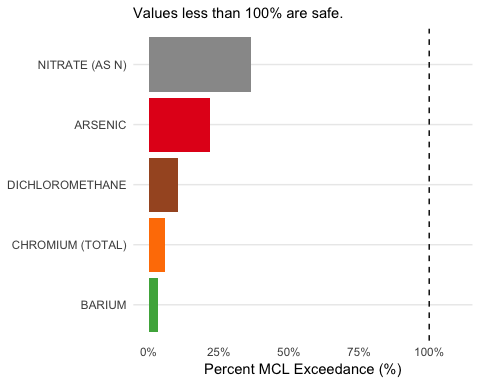 Values less than 100% are safe.
NITRATE (AS N)
ARSENIC
DICHLOROMETHANE
CHROMIUM (TOTAL)
BARIUM
0% 25% 50% 75% 100%
Percent MCL Exceedance (%)